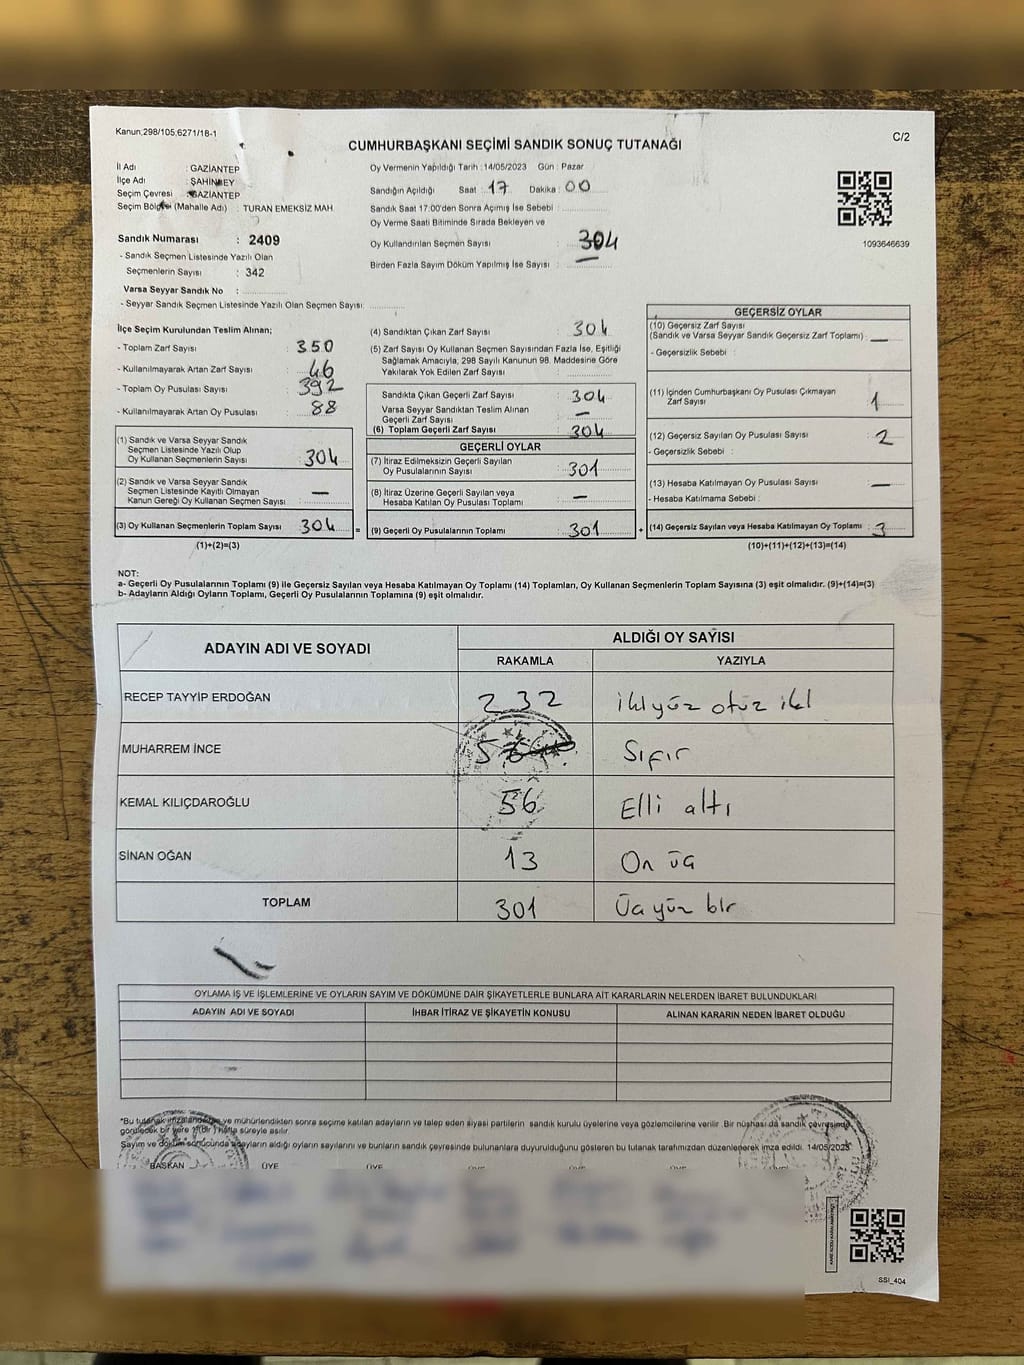 Kanun,298/105,6271/18-1
C/2
CUMHURBAŞKANI SEÇİMİ SANDIK SONUÇ TUTANAĞI
İl Adı : GAZİANTEP
İlçe Adı : ŞAHİNBEY
Seçim Çevresi : GAZİANTEP
Seçim Bölgesi (Mahalle Adı) : TURAN EMEKSİZ MAH.
Sandık Numarası : 2409
- Sandık Seçmen Listesinde Yazılı Olan
Seçmenlerin Sayısı : 342
Varsa Seyyar Sandık No :
- Seyyar Sandık Seçmen Listesinde Yazılı Olan Seçmen Sayısı:
Oy Vermenin Yapıldığı Tarih :14/05/2023 Gün : Pazar
Sandığın Açıldığı Saat : 17 Dakika : 00
Sandık Saat 17:00'den Sonra Açımış İse Sebebi :
Oy Verme Saati Bitiminde Sırada Bekleyen ve
Oy Kullandırılan Seçmen Sayısı : 304
Birden Fazla Sayım Döküm Yapılmış İse Sayısı :
1093646639
İlçe Seçim Kurulundan Teslim Alınan;
- Toplam Zarf Sayısı : 350
- Kullanılmayarak Artan Zarf Sayısı : 46
- Toplam Oy Pusulası Sayısı : 392
- Kullanılmayarak Artan Oy Pusulası : 88
(1) Sandık ve Varsa Seyyar Sandık
Seçmen Listesinde Yazılı Olup
Oy Kullanan Seçmenlerin Sayısı : 304
(2) Sandık ve Varsa Seyyar Sandık
Seçmen Listesinde Kayıtlı Olmayan
Kanun Gereği Oy Kullanan Seçmen Sayısı : —
(3) Oy Kullanan Seçmenlerin Toplam Sayısı : 304 =
(1)+(2)=(3)
(4) Sandıktan Çıkan Zarf Sayısı : 304
(5) Zarf Sayısı Oy Kullanan Seçmen Sayısından Fazla İse, Eşitliği
Sağlamak Amacıyla, 298 Sayılı Kanunun 98. Maddesine Göre
Yakılarak Yok Edilen Zarf Sayısı :
Sandıkta Çıkan Geçerli Zarf Sayısı : 304
Varsa Seyyar Sandıktan Teslim Alınan
Geçerli Zarf Sayısı : —
(6) Toplam Geçerli Zarf Sayısı : 304
GEÇERLİ OYLAR
(7) İtiraz Edilmeksizin Geçerli Sayılan
Oy Pusulalarının Sayısı : 301
(8) İtiraz Üzerine Geçerli Sayılan veya
Hesaba Katılan Oy Pusulası Sayısı : —
(9) Geçerli Oy Pusulalarının Toplamı : 301 +
GEÇERSİZ OYLAR
(10) Geçersiz Zarf Sayısı
(Sandık ve Varsa Seyyar Sandık Geçersiz Zarf Toplamı) : —
- Geçersizlik Sebebi :
(11) İçinden Cumhurbaşkanı Oy Pusulası Çıkmayan
Zarf Sayısı : 1
(12) Geçersiz Sayılan Oy Pusulası Sayısı : 2
- Geçersizlik Sebebi :
(13) Hesaba Katılmayan Oy Pusulası Sayısı : —
- Hesaba Katılmama Sebebi :
(14) Geçersiz Sayılan veya Hesaba Katılmayan Oy Toplamı : 3
(10)+(11)+(12)+(13)=(14)
NOT:
a- Geçerli Oy Pusulalarının Toplamı (9) ile Geçersiz Sayılan veya Hesaba Katılmayan Oy Toplamı (14) Toplamları, Oy Kullanan Seçmenlerin Toplam Sayısına (3) eşit olmalıdır. (9)+(14)=(3)
b- Adayların Aldığı Oyların Toplamı, Geçerli Oy Pusulalarının Toplamına (9) eşit olmalıdır.
ADAYIN ADI VE SOYADI
ALDIĞI OY SAYISI
RAKAMLA YAZIYLA
RECEP TAYYİP ERDOĞAN 232 ikiyüz otuz iki
MUHARREM İNCE Sıfır
KEMAL KILIÇDAROĞLU 56 Elli altı
SİNAN OĞAN 13 On üç
TOPLAM 301 Üçyüz bir
OYLAMA İŞ VE İŞLEMLERİNE VE OYLARIN SAYIM VE DÖKÜMÜNE DAİR ŞİKAYETLERLE BUNLARA AİT KARARLARIN NELERDEN İBARET BULUNDUKLARI
ADAYIN ADI VE SOYADI İHBAR İTİRAZ VE ŞİKAYETİN KONUSU ALINAN KARARIN NEDEN İBARET OLDUĞU
*Bu tutanak imzalandıktan ve mühürlendikten sonra seçime katılan adayların ve talep eden siyasi partilerin sandık kurulu üyelerine veya gözlemcilerine verilir. Bir nüshası da sandık çevresinde
görülecek bir yere 1 (bir ) hafta süreyle asılır.
Sayım ve döküm sonucunda adayların aldığı oyların sayılarını ve bunların sandık çevresinde bulunanlara duyurulduğunu gösteren bu tutanak tarafımızdan düzenlenerek imza edildi. 14/05/2023
BAŞKAN ÜYE ÜYE ÜYE ÜYE ÜYE
SSI_404